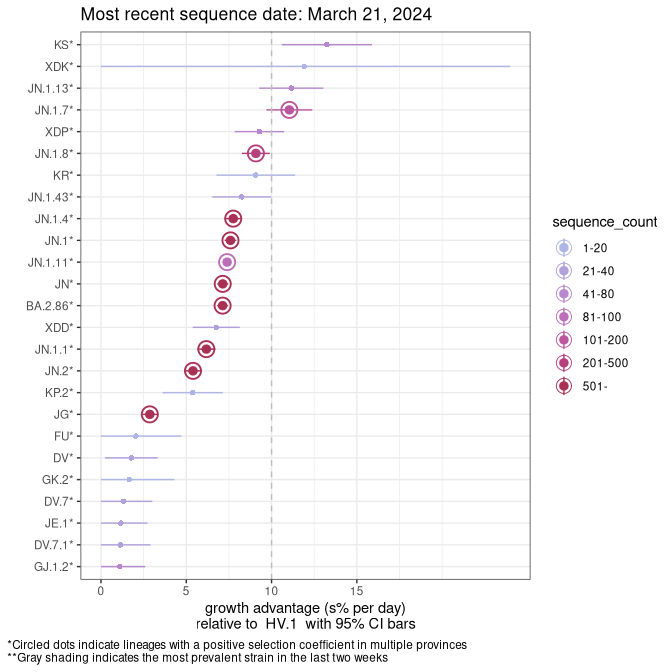 Most recent sequence date: March 21, 2024
KS*
XDK*
JN.1.13*
JN.1.7*
XDP*
JN.1.8*
KR*
JN.1.43*
JN.1.4*
JN.1*
JN.1.11*
JN*
BA.2.86*
XDD*
JN.1.1*
JN.2*
KP.2*
JG*
FU*
DV*
GK.2*
DV.7*
JE.1*
DV.7.1*
GJ.1.2*
0 5 10 15
growth advantage (s% per day)
relative to HV.1 with 95% CI bars
sequence_count
1-20
21-40
41-80
81-100
101-200
201-500
501-
*Circled dots indicate lineages with a positive selection coefficient in multiple provinces
**Gray shading indicates the most prevalent strain in the last two weeks